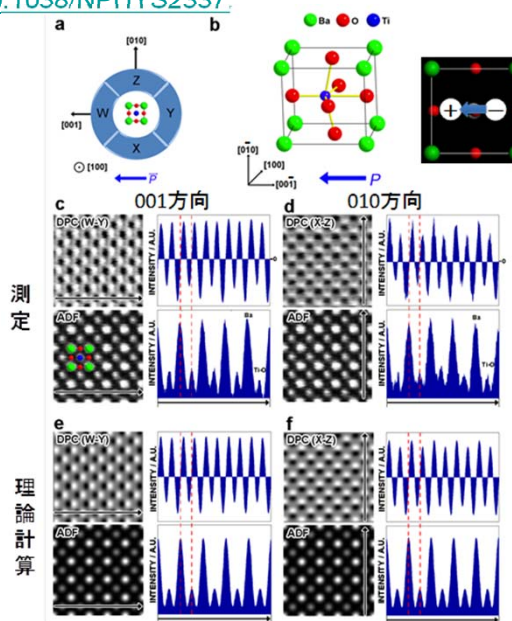 .1038/NPHYS2337.
a
b
Ba O Ti
[010]
Z
W
Y
X
[001]
[100]
P
[010]
[100]
[001]
P
+ −
001方向
010方向
測定
c
DPC (W-Y)
INTENSITY / A.U.
0
d
DPC (X-Z)
INTENSITY / A.U.
0
ADF
INTENSITY / A.U.
Ba
Ti-O
ADF
INTENSITY / A.U.
Ba
Ti-O
理論計算
e
DPC (W-Y)
INTENSITY / A.U.
f
DPC (X-Z)
INTENSITY / A.U.
ADF
INTENSITY / A.U.
ADF
INTENSITY / A.U.